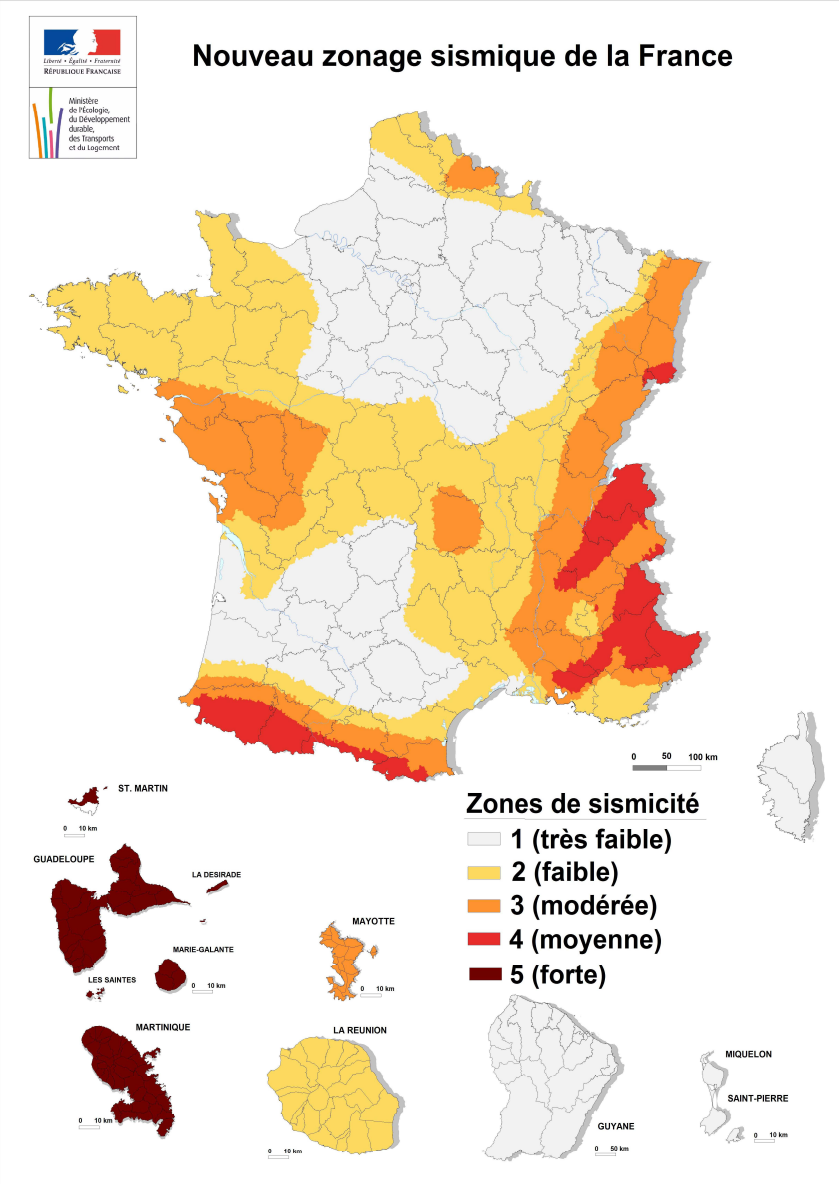 Nouveau zonage sismique de la France
Liberté • Égalité • Fraternité
RÉPUBLIQUE FRANÇAISE
Ministère
de l'Écologie,
du Développement
durable,
des Transports
et du Logement
0 50 100 km
Zones de sismicité
1 (très faible)
2 (faible)
3 (modérée)
4 (moyenne)
5 (forte)
ST. MARTIN
0 10 km
GUADELOUPE
LA DESIRADE
MARIE-GALANTE
0 10 km
LES SAINTES
MAYOTTE
0 10 km
MARTINIQUE
0 10 km
LA REUNION
0 10 km
GUYANE
0 50 km
MIQUELON
SAINT-PIERRE
0 10 km